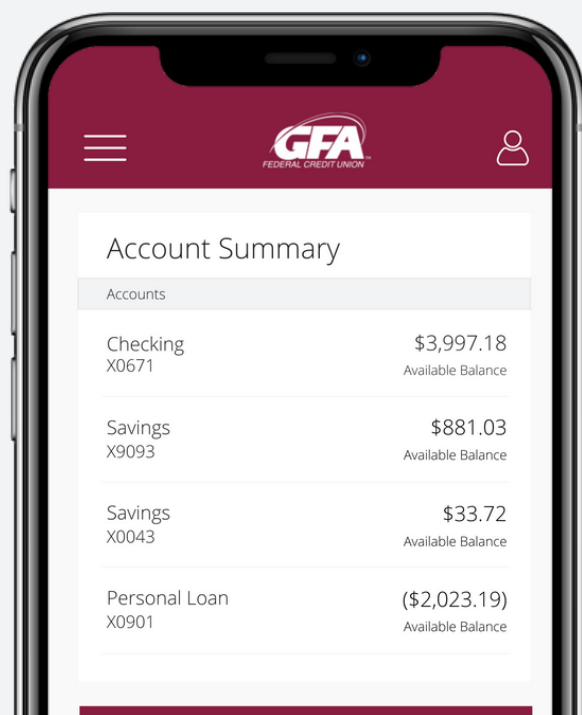 GFA
FEDERAL CREDIT UNION
Account Summary
Accounts
Checking $3,997.18
X0671 Available Balance
Savings $881.03
X9093 Available Balance
Savings $33.72
X0043 Available Balance
Personal Loan ($2,023.19)
X0901 Available Balance